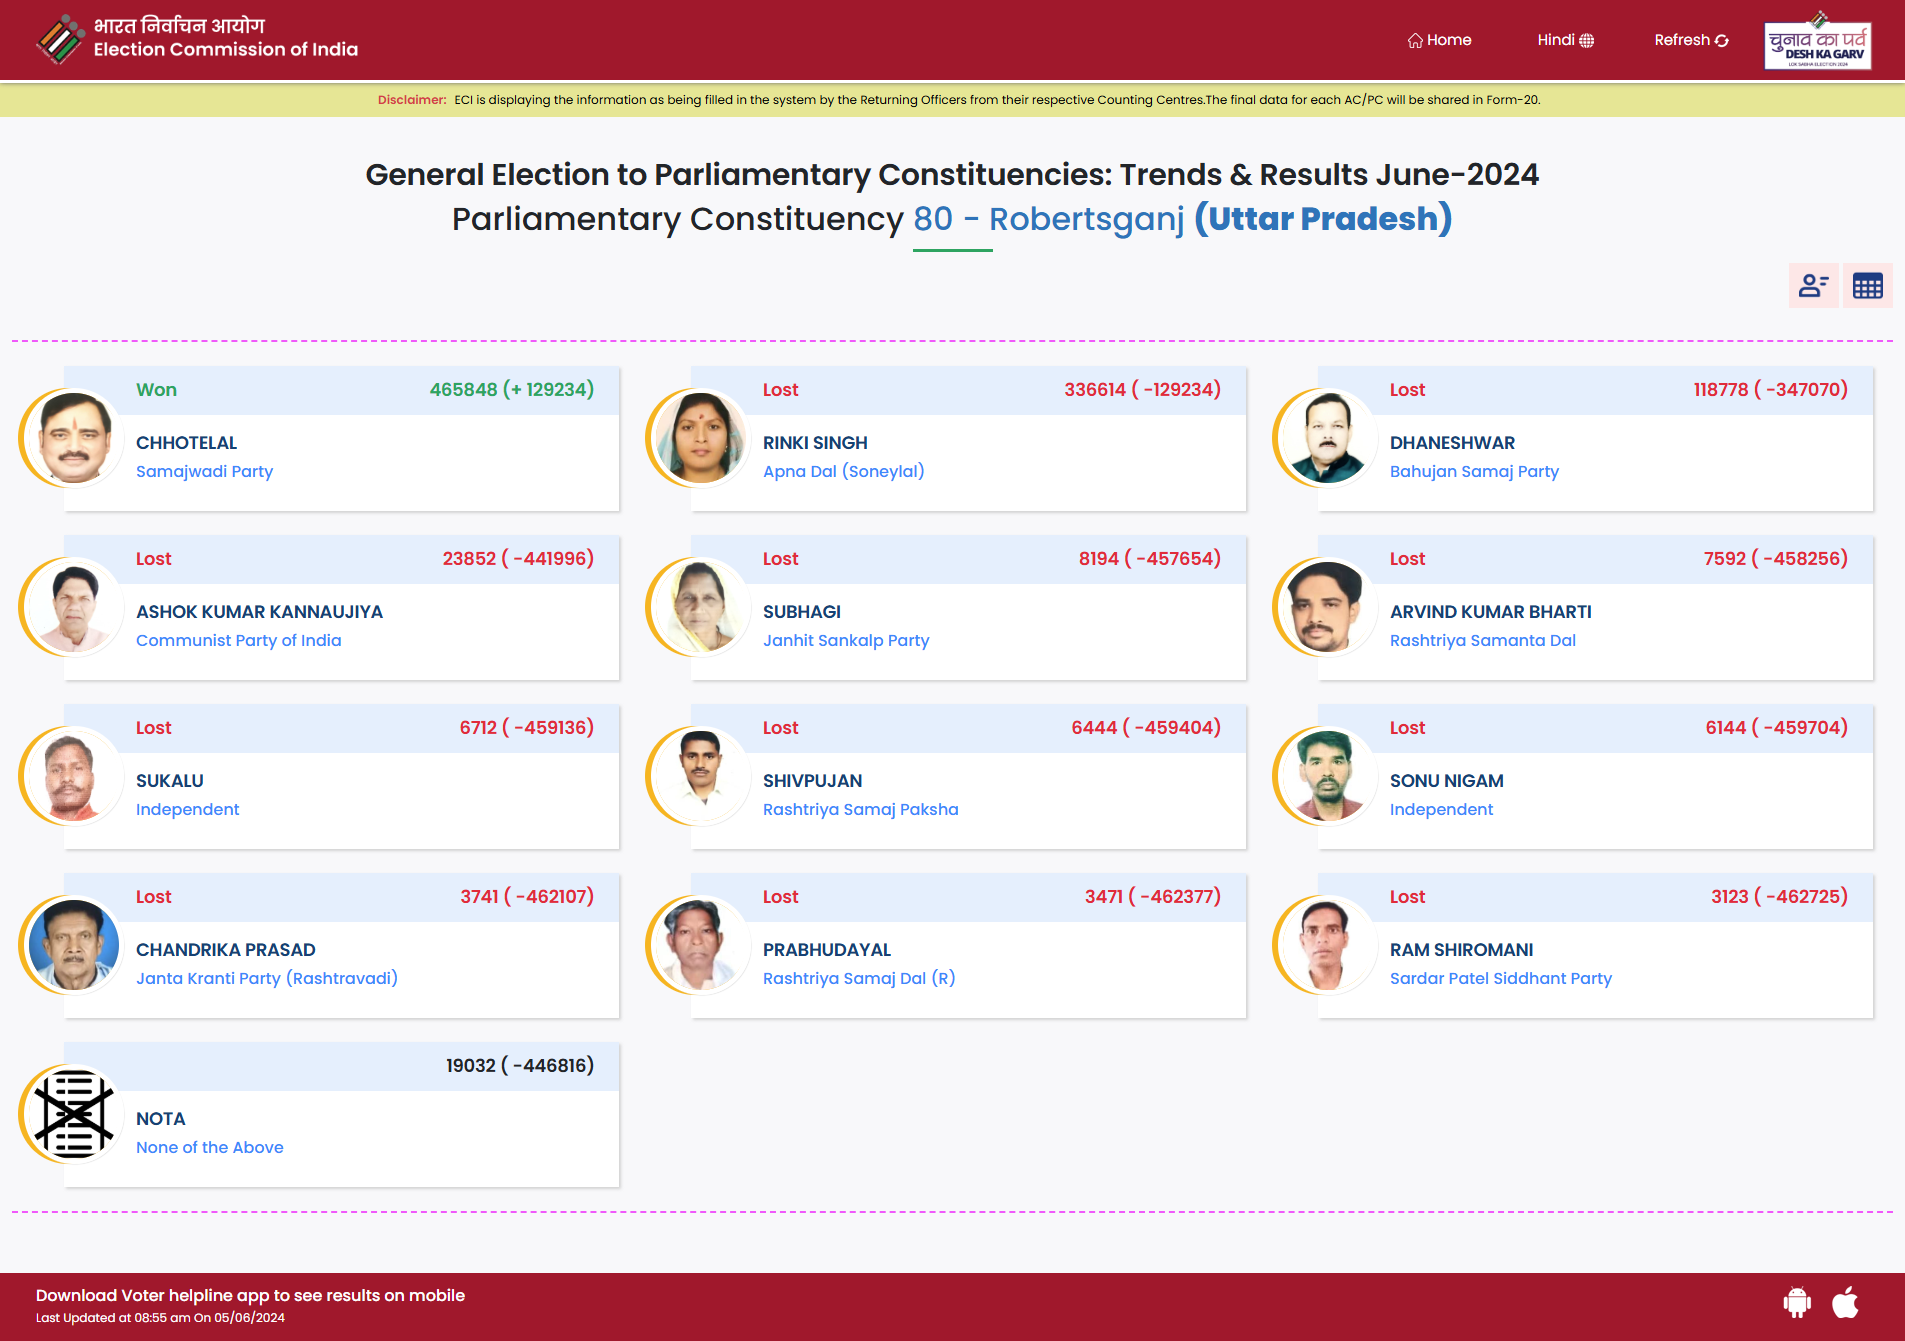 भारत निर्वाचन आयोग
Election Commission of India
Home
Hindi
Refresh
चुनाव का पर्व
DESH KA GARV
LOK SABHA ELECTION 2024
Disclaimer: ECI is displaying the information as being filled in the system by the Returning Officers from their respective Counting Centres.The final data for each AC/PC will be shared in Form-20.
General Election to Parliamentary Constituencies: Trends & Results June-2024
Parliamentary Constituency 80 - Robertsganj (Uttar Pradesh)
Won 465848 (+ 129234)
CHHOTELAL
Samajwadi Party
Lost 336614 ( -129234)
RINKI SINGH
Apna Dal (Soneylal)
Lost 118778 ( -347070)
DHANESHWAR
Bahujan Samaj Party
Lost 23852 ( -441996)
ASHOK KUMAR KANNAUJIYA
Communist Party of India
Lost 8194 ( -457654)
SUBHAGI
Janhit Sankalp Party
Lost 7592 ( -458256)
ARVIND KUMAR BHARTI
Rashtriya Samanta Dal
Lost 6712 ( -459136)
SUKALU
Independent
Lost 6444 ( -459404)
SHIVPUJAN
Rashtriya Samaj Paksha
Lost 6144 ( -459704)
SONU NIGAM
Independent
Lost 3741 ( -462107)
CHANDRIKA PRASAD
Janta Kranti Party (Rashtravadi)
Lost 3471 ( -462377)
PRABHUDAYAL
Rashtriya Samaj Dal (R)
Lost 3123 ( -462725)
RAM SHIROMANI
Sardar Patel Siddhant Party
19032 ( -446816)
NOTA
None of the Above
Download Voter helpline app to see results on mobile
Last Updated at 08:55 am On 05/06/2024